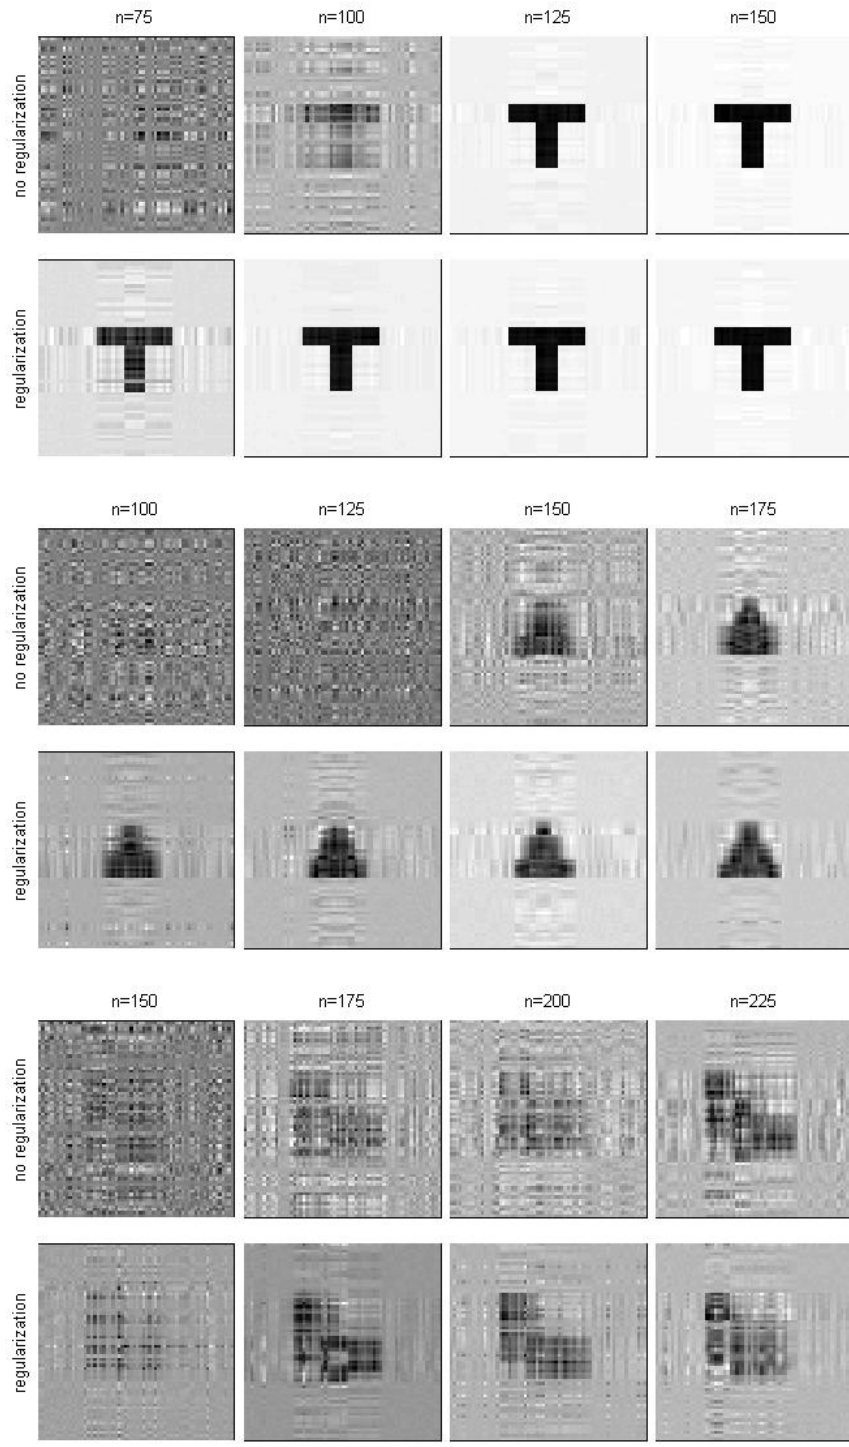 n=75 n=100 n=125 n=150
no regularization
regularization
n=100 n=125 n=150 n=175
no regularization
regularization
n=150 n=175 n=200 n=225
no regularization
regularization